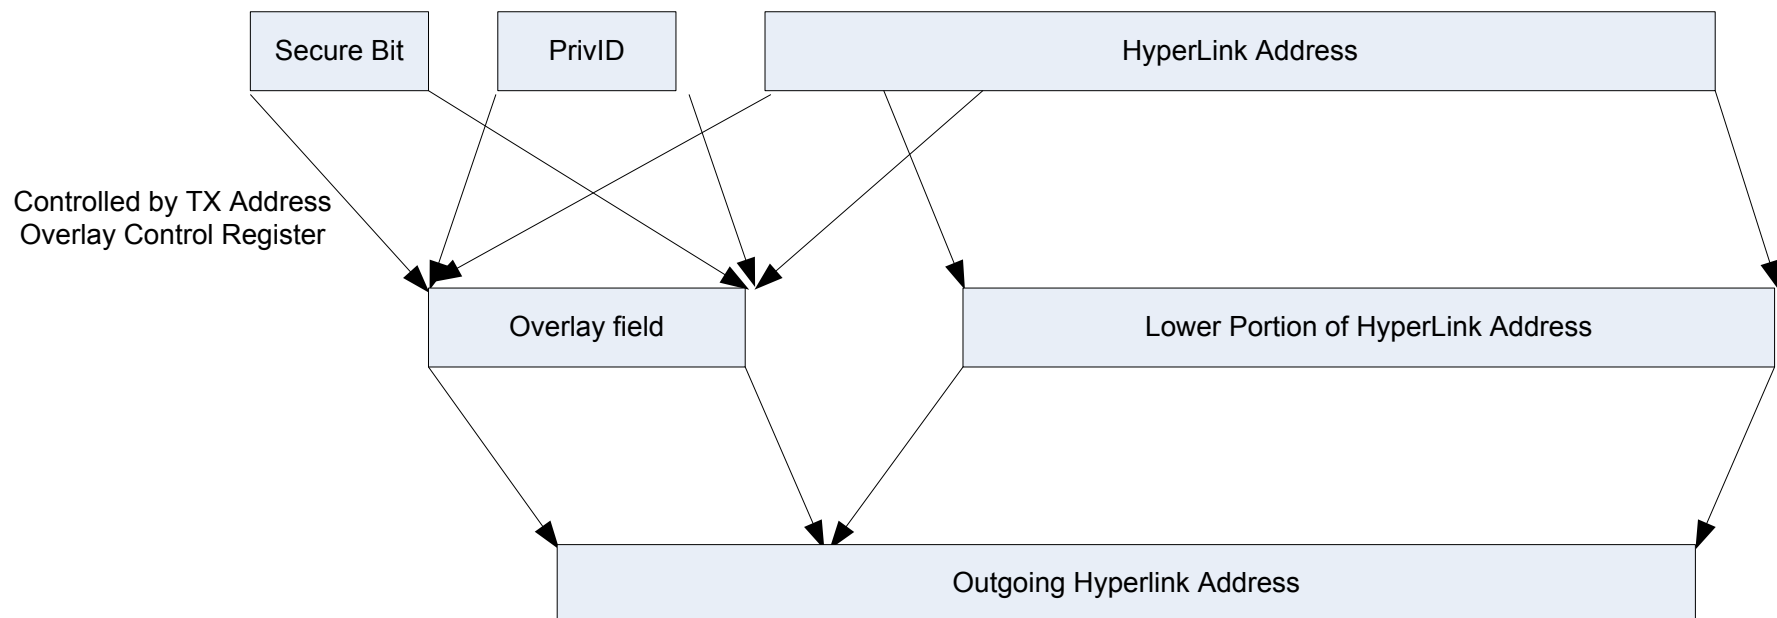 Secure Bit
PrivID
HyperLink Address
Controlled by TX Address
Overlay Control Register
Overlay field
Lower Portion of HyperLink Address
Outgoing Hyperlink Address